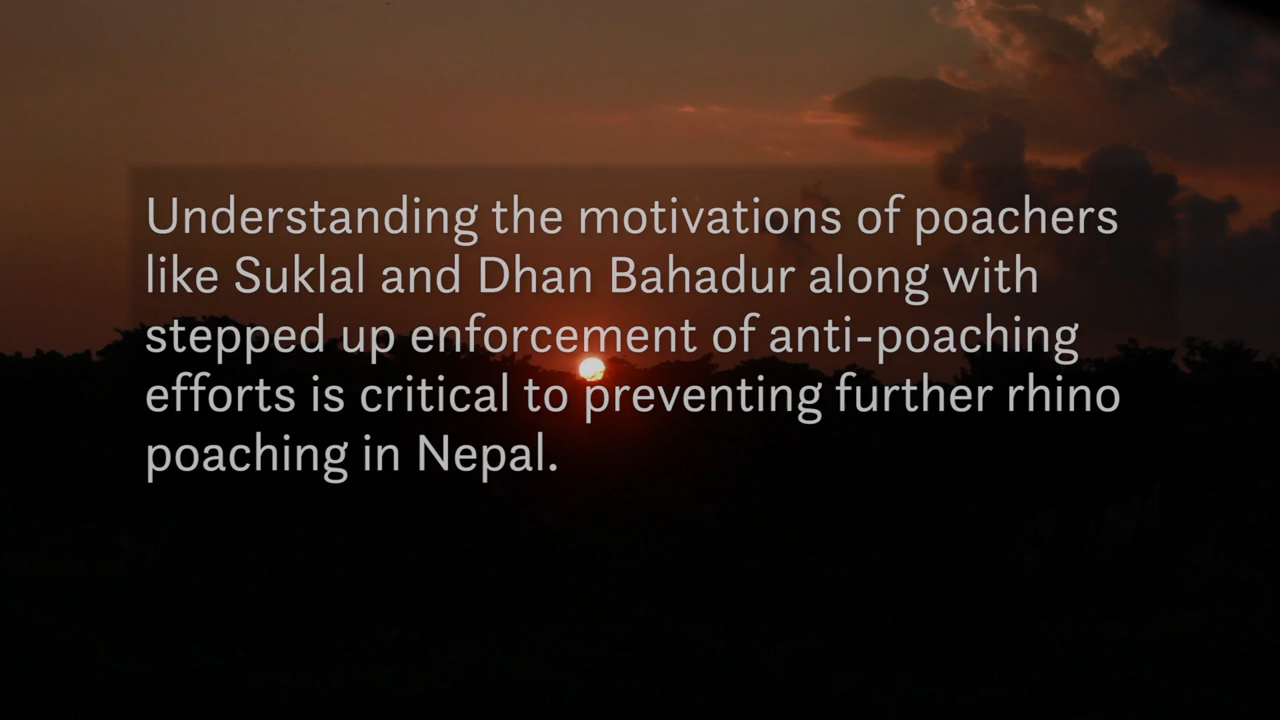 Understanding the motivations of poachers
like Suklal and Dhan Bahadur along with
stepped up enforcement of anti-poaching
efforts is critical to preventing further rhino
poaching in Nepal.